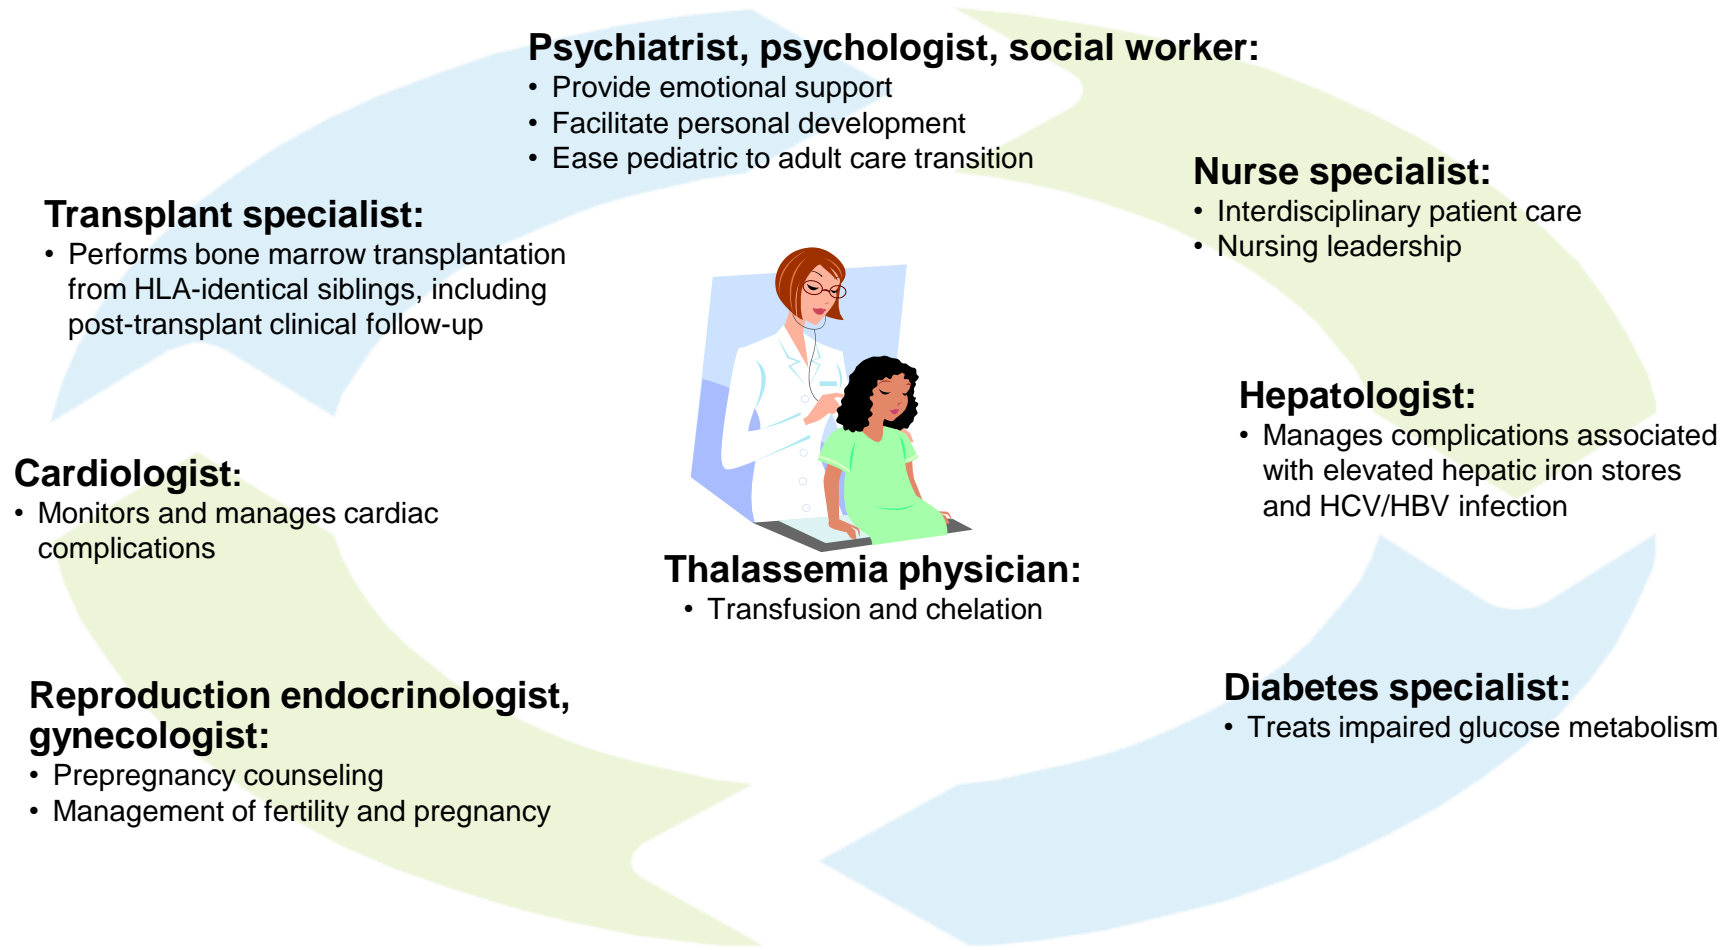 Psychiatrist, psychologist, social worker:
• Provide emotional support
• Facilitate personal development
• Ease pediatric to adult care transition
Nurse specialist:
• Interdisciplinary patient care
• Nursing leadership
Transplant specialist:
• Performs bone marrow transplantation
from HLA-identical siblings, including
post-transplant clinical follow-up
Hepatologist:
• Manages complications associated
with elevated hepatic iron stores
and HCV/HBV infection
Cardiologist:
• Monitors and manages cardiac
complications
Thalassemia physician:
• Transfusion and chelation
Reproduction endocrinologist,
gynecologist:
• Prepregnancy counseling
• Management of fertility and pregnancy
Diabetes specialist:
• Treats impaired glucose metabolism